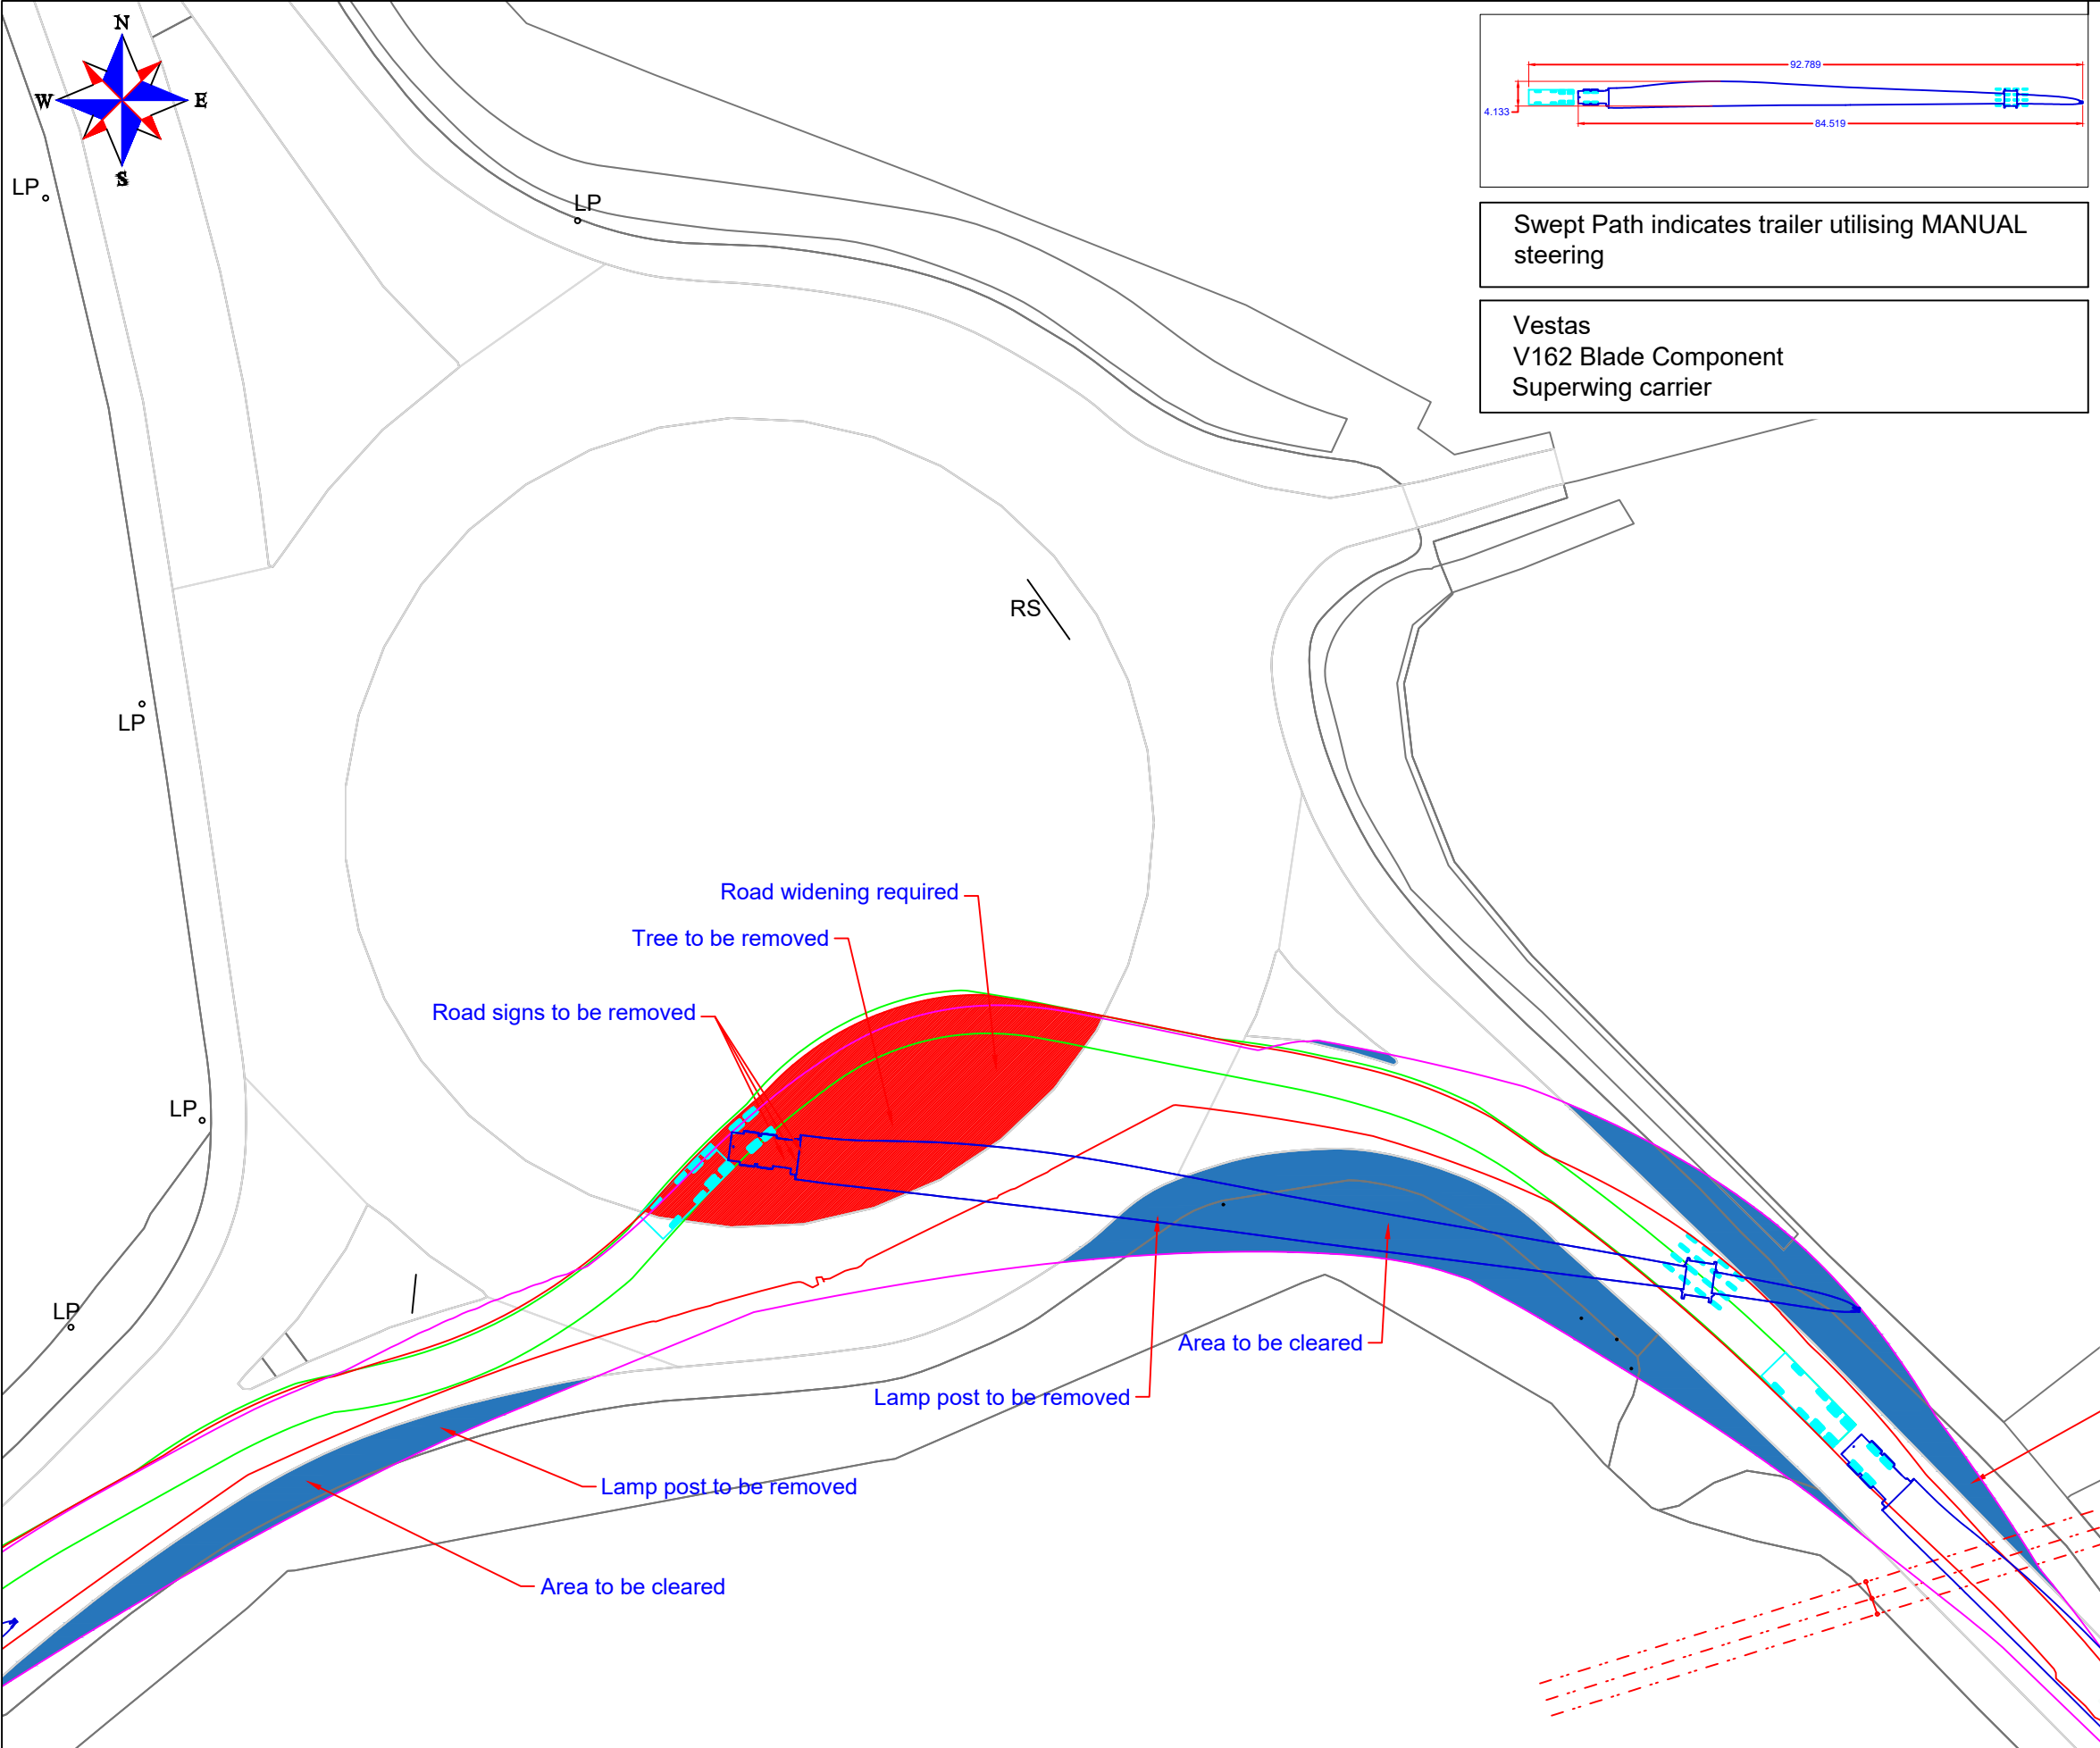 N
W
E
S
92.789
4.133
84.519
LP
LP
Swept Path indicates trailer utilising MANUAL
steering
Vestas
V162 Blade Component
Superwing carrier
RS
LP
Road widening required
Tree to be removed
Road signs to be removed
LP
LP
Area to be cleared
Lamp post to be removed
Lamp post to be removed
Area to be cleared